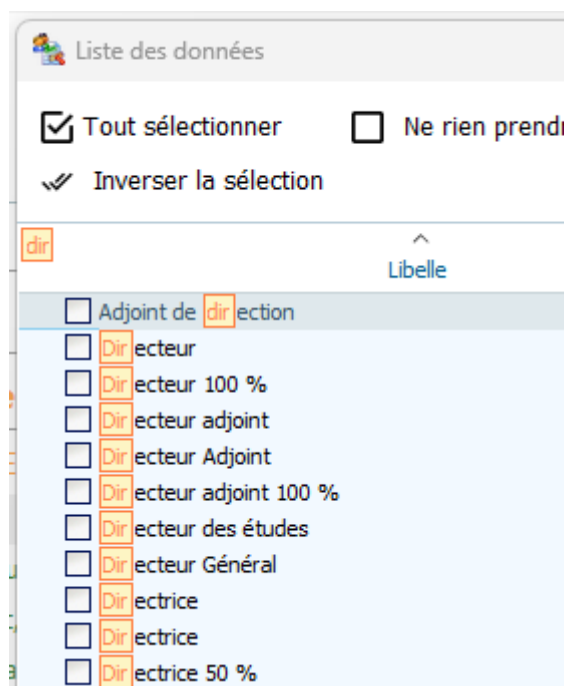 Liste des données
Tout sélectionner Ne rien
Inverser la sélection
dir
Libelle
Adjoint de direction
Directeur
Directeur 100 %
Directeur adjoint
Directeur Adjoint
Directeur adjoint 100 %
Directeur des études
Directeur Général
Directrice
Directrice
Directrice 50 %